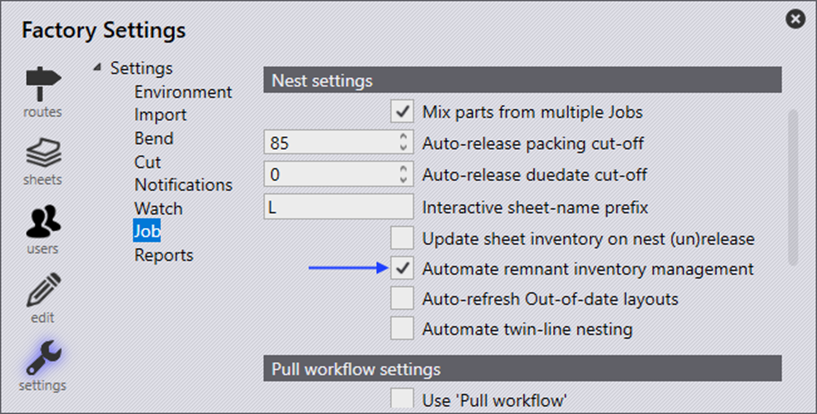 Factory Settings
routes
sheets
users
edit
settings
Settings
Environment
Import
Bend
Cut
Notifications
Watch
Job
Reports
Nest settings
Mix parts from multiple Jobs
85 Auto-release packing cut-off
0 Auto-release duedate cut-off
L Interactive sheet-name prefix
Update sheet inventory on nest (un)release
Automate remnant inventory management
Auto-refresh Out-of-date layouts
Automate twin-line nesting
Pull workflow settings
Use 'Pull workflow'